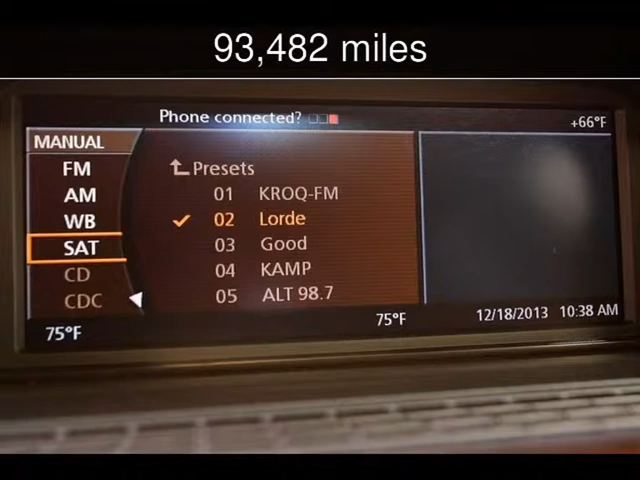 93,482 miles
Phone connected?
+66°F
MANUAL
FM
AM
WB
SAT
CD
CDC
Presets
01 KROQ-FM
02 Lorde
03 Good
04 KAMP
05 ALT 98.7
75°F
75°F
12/18/2013 10:38 AM